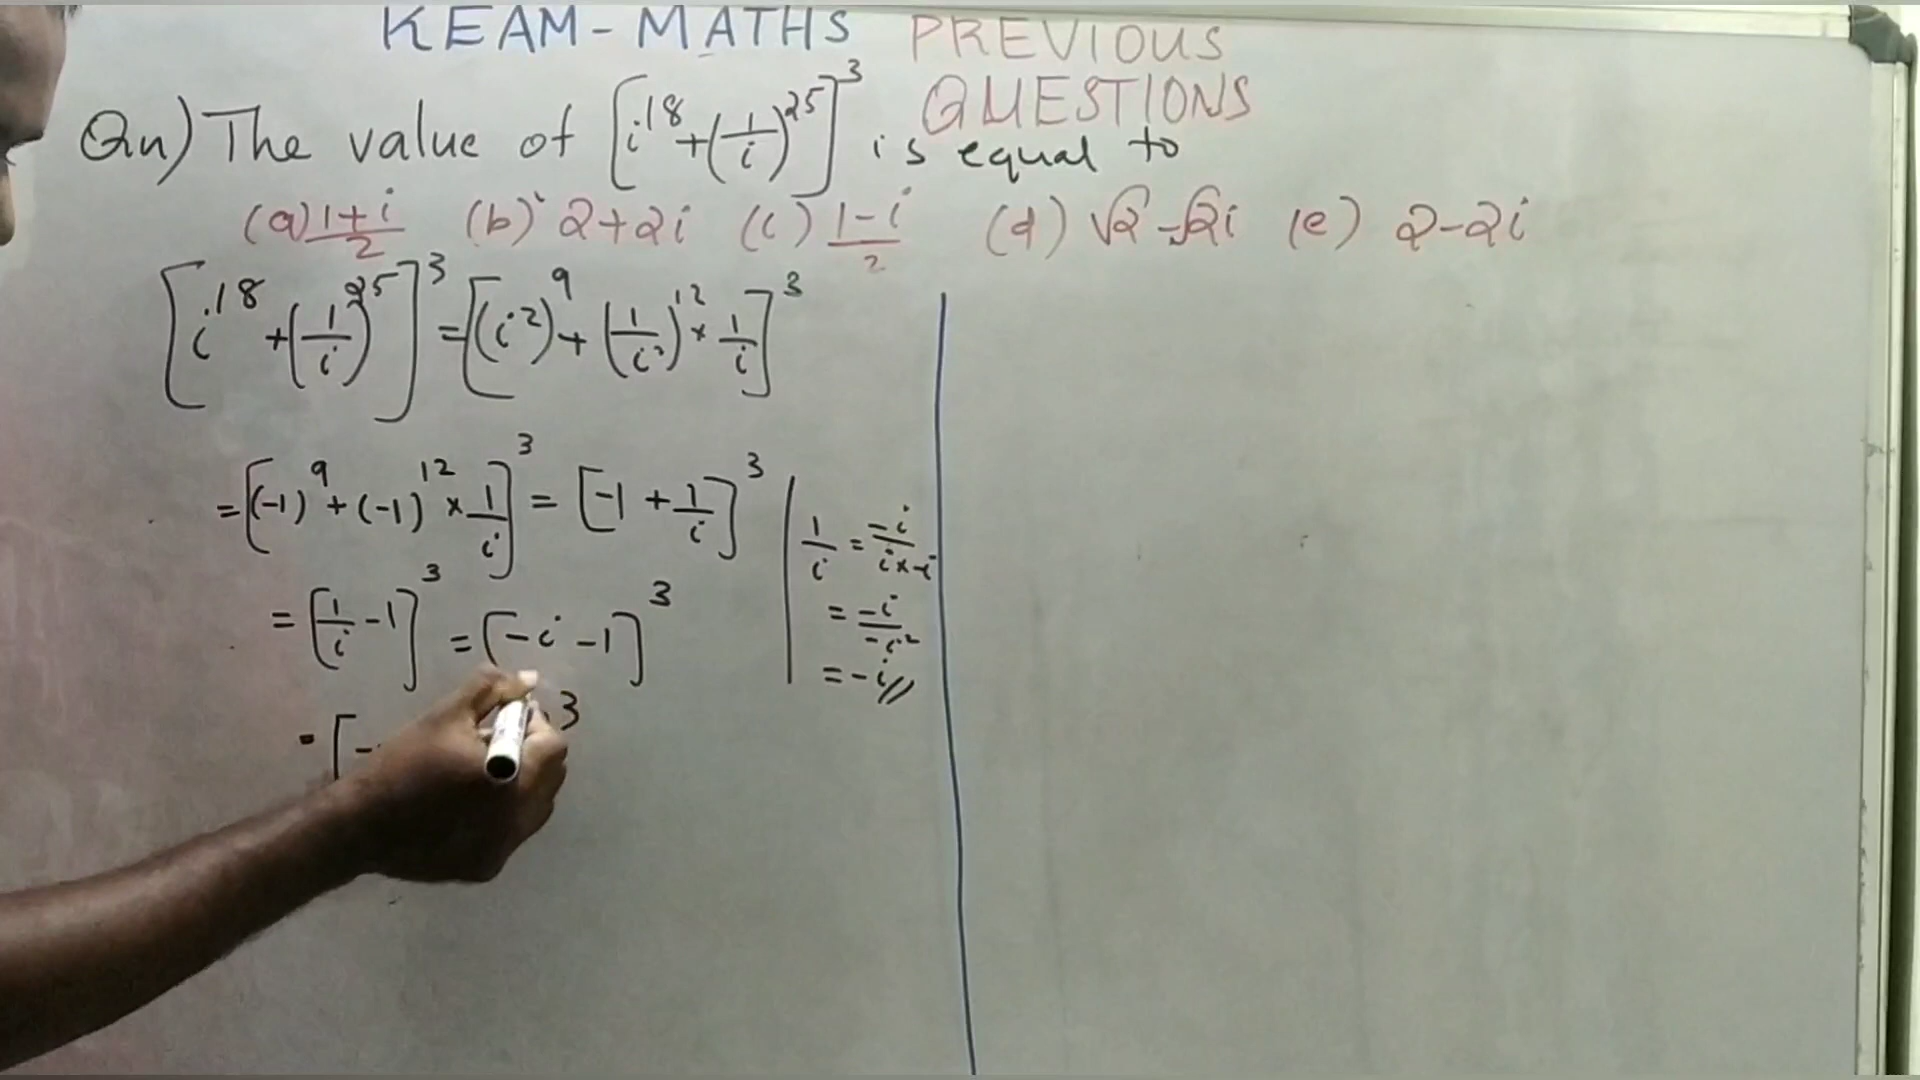 KEAM-MATHS PREVIOUS
QUESTIONS
Qn) The value of [i^18 + (1/i)^25]^3 is equal to
(a) 1+i/2 (b) 2+2i (c) 1-i/2 (d) √2-√2i (e) 2-2i
[i^18 + (1/i)^25]^3 = [(i^2)^9 + (1/i^2)^12 × 1/i]^3
= [(-1)^9 + (-1)^12 × 1/i]^3 = [-1 + 1/i]^3
= [1/i - 1]^3 = [-i - 1]^3
= [- 3
1/i = -i/i×-i
= -i/-i^2
= -i//